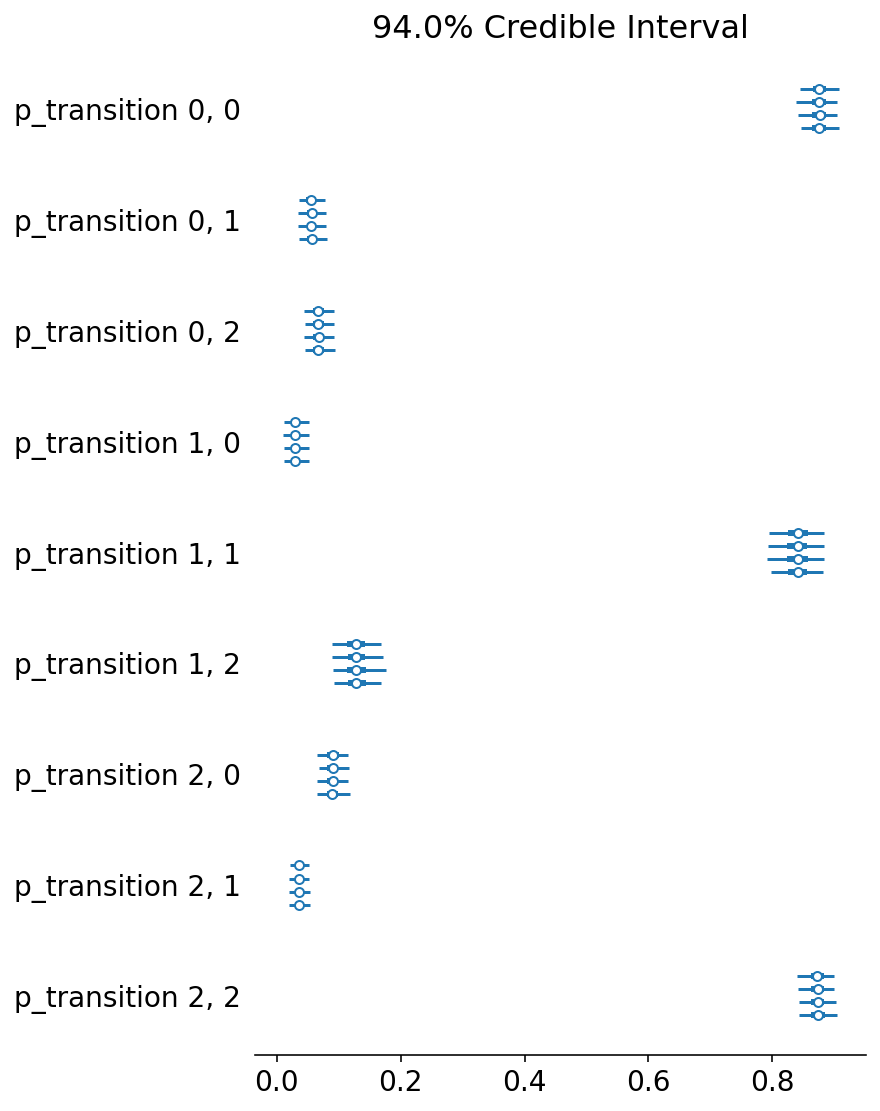 94.0% Credible Interval
p_transition 0, 0
p_transition 0, 1
p_transition 0, 2
p_transition 1, 0
p_transition 1, 1
p_transition 1, 2
p_transition 2, 0
p_transition 2, 1
p_transition 2, 2
0.0 0.2 0.4 0.6 0.8